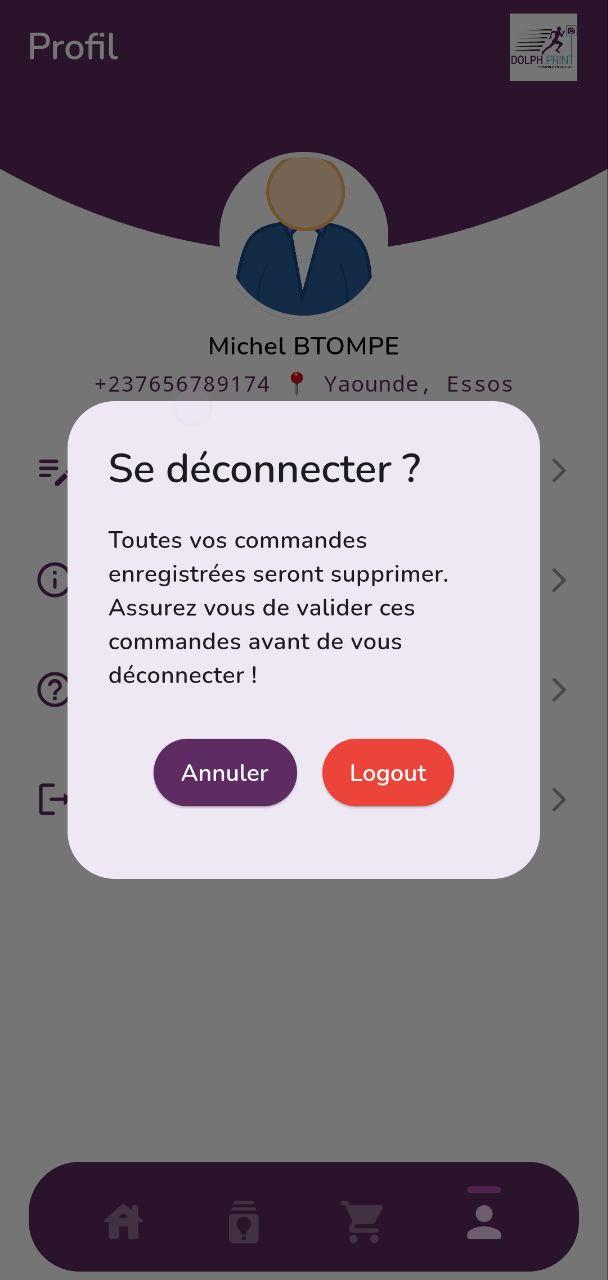 Profil
DOLPH PRINT
Michel BTOMPE
+237656789174 📍 Yaounde, Essos
Se déconnecter ?
Toutes vos commandes
enregistrées seront supprimer.
Assurez vous de valider ces
commandes avant de vous
déconnecter !
Annuler
Logout